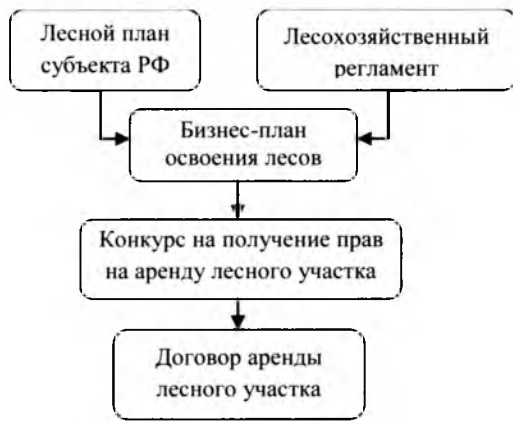 Лесной план
субъекта РФ
Лесохозяйственный
регламент
Бизнес-план
освоения лесов
Конкурс на получение прав
на аренду лесного участка
Договор аренды
лесного участка